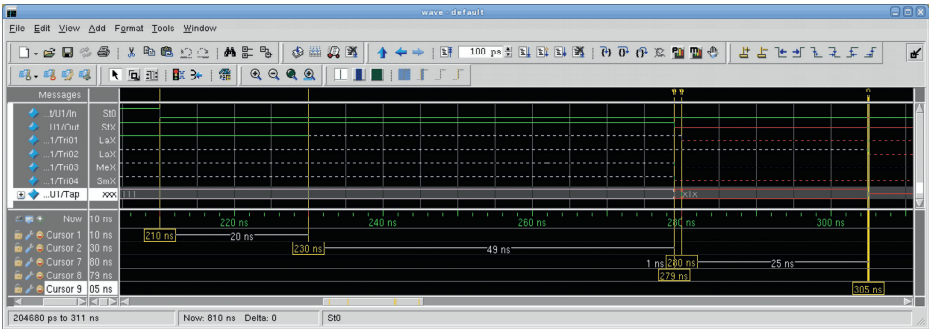 wave - default
File Edit View Add Format Tools Window
100 ps
Messages
...t/U1/In St0
...U1/Out StX
...1/Tri01 LaX
...1/Tri02 LoX
...1/Tri03 MeX
...1/Tri04 SmX
...U1/Tap xxx 111 x1x
Now 10 ns 220 ns 240 ns 260 ns 280 ns 300 ns
Cursor 1 10 ns 210 ns 20 ns
Cursor 2 30 ns 230 ns 49 ns
Cursor 7 80 ns 1 ns 280 ns 25 ns
Cursor 8 79 ns 279 ns
Cursor 9 05 ns 305 ns
204680 ps to 311 ns Now: 810 ns Delta: 0 St0